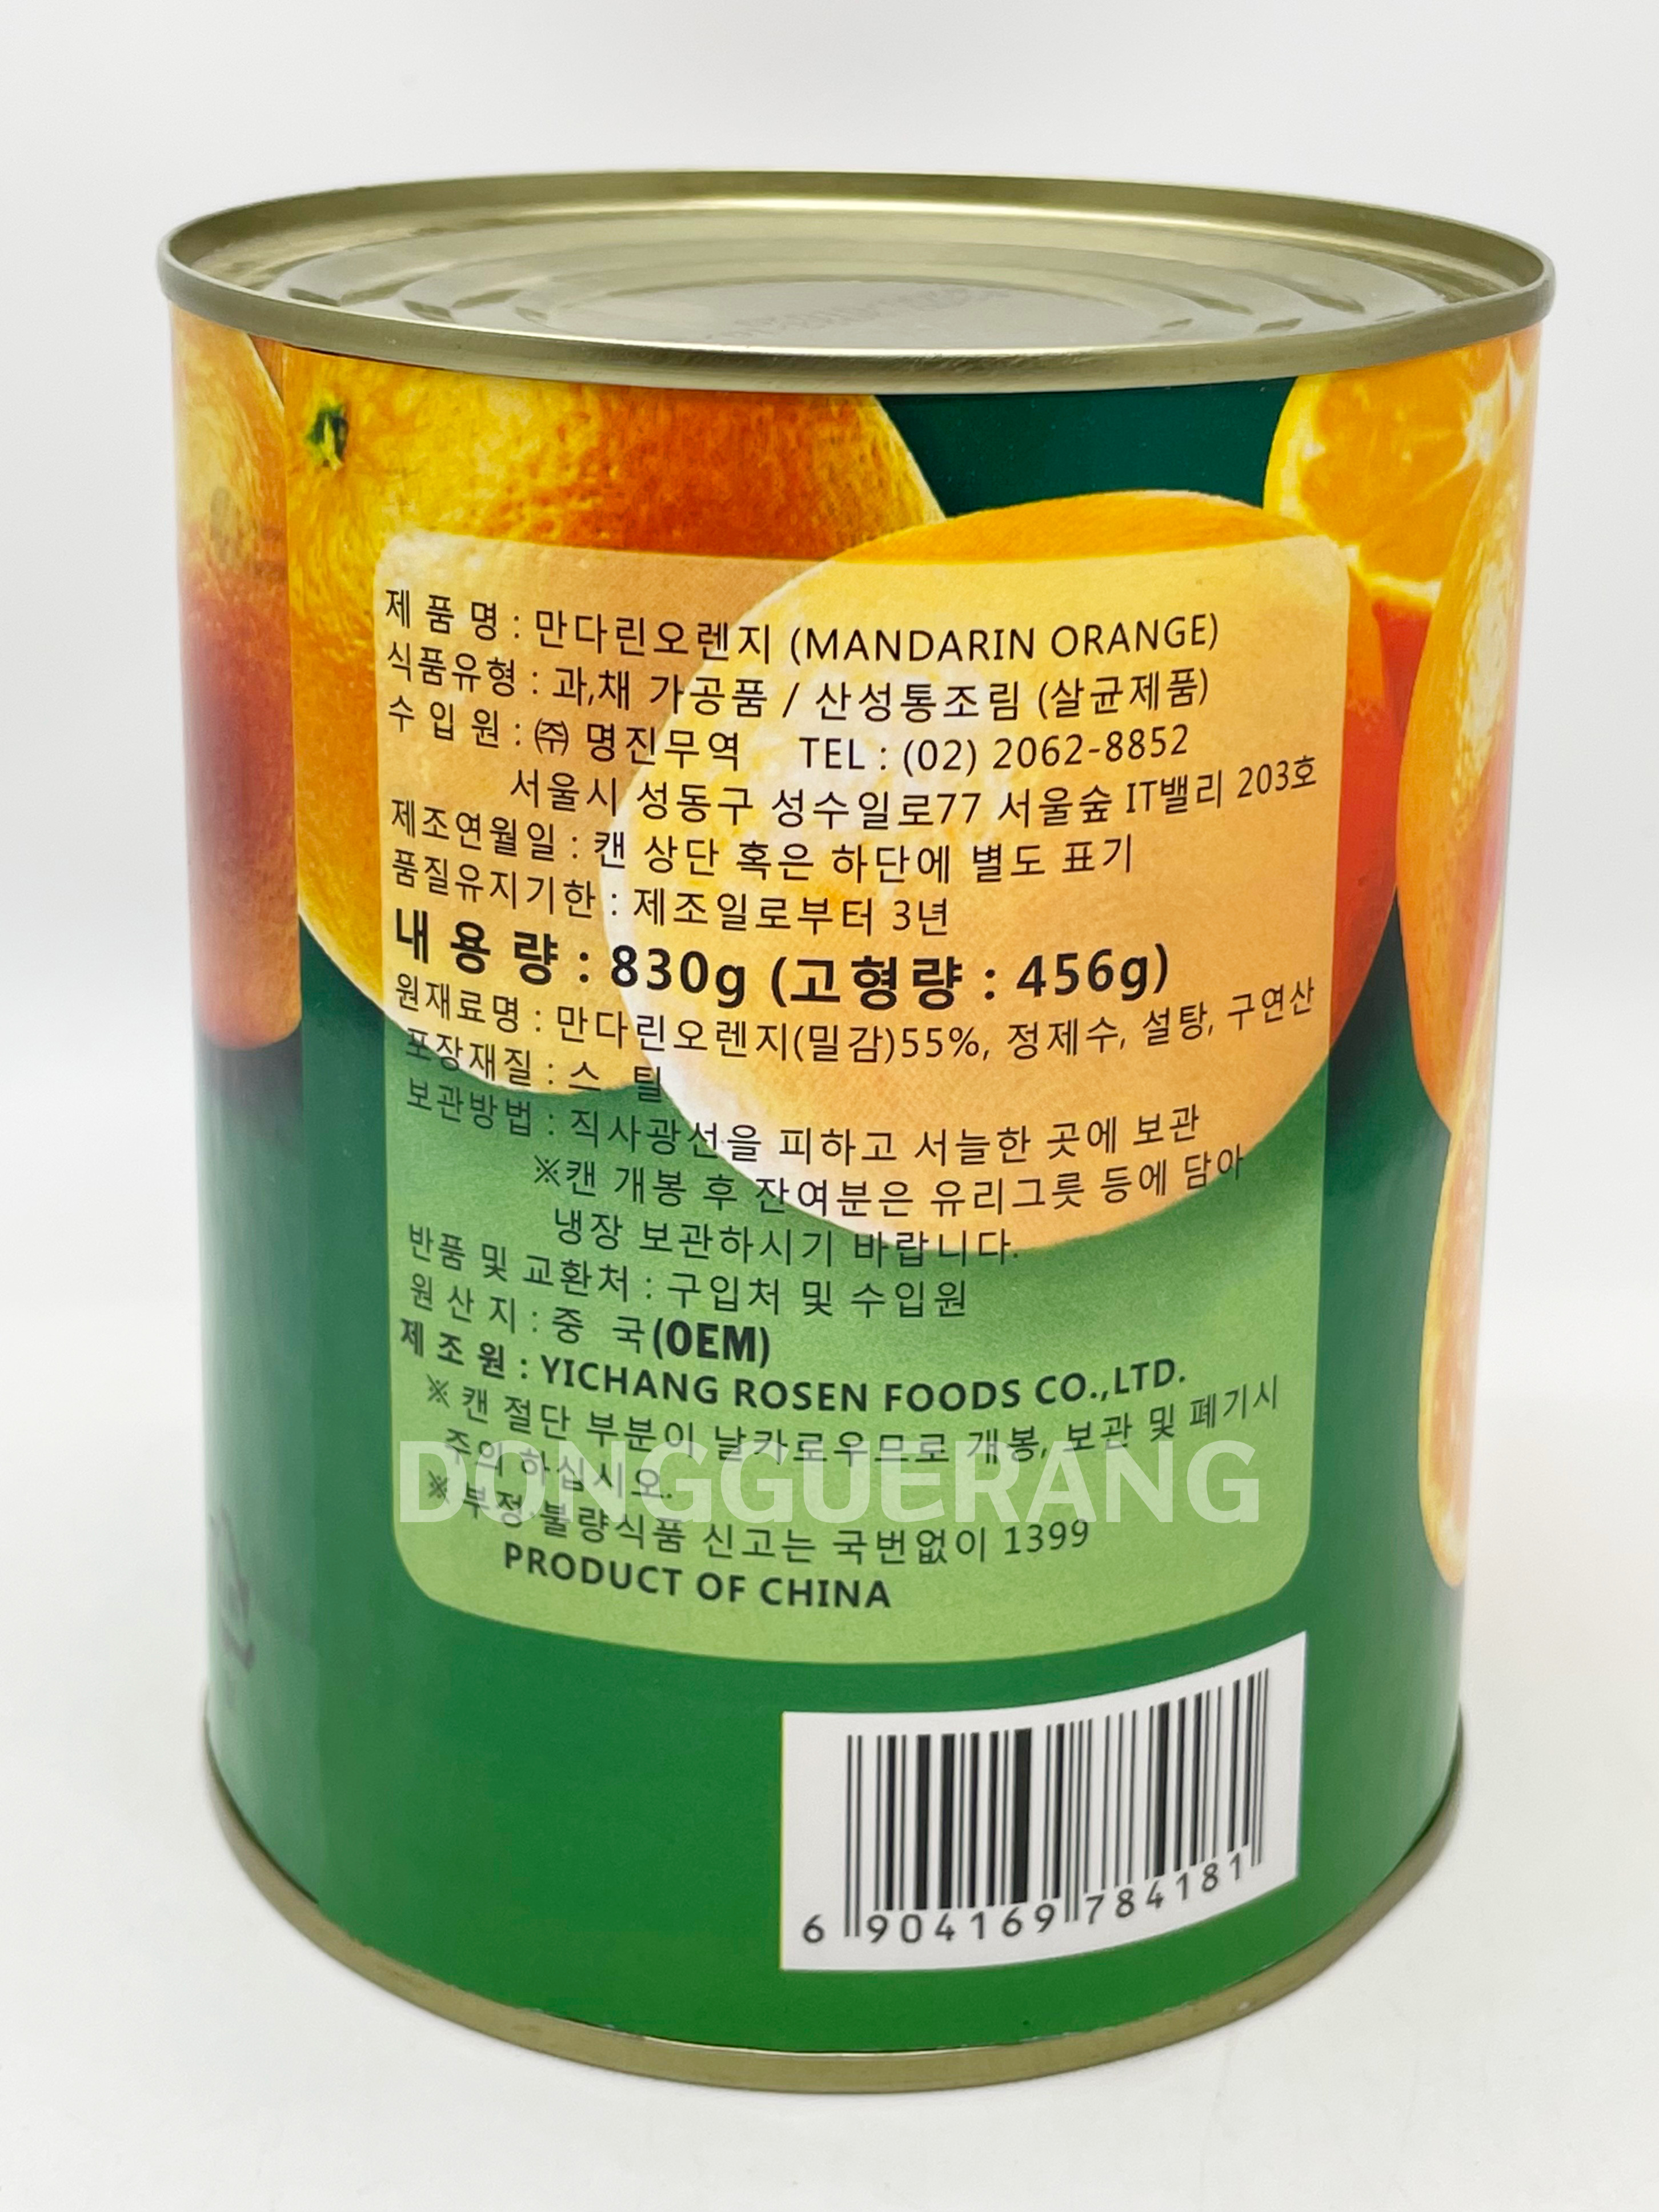 제 품 명 : 만다린오렌지 (MANDARIN ORANGE)
식품유형 : 과,채 가공품 / 산성통조림 (살균제품)
수 입 원 : ㈜ 명진무역 TEL : (02) 2062-8852
서울시 성동구 성수일로77 서울숲 IT밸리 203호
제조연월일 : 캔 상단 혹은 하단에 별도 표기
품질유지기한 : 제조일로부터 3년
내 용 량 : 830g (고형량 : 456g)
원재료명 : 만다린오렌지(밀감)55%, 정제수, 설탕, 구연산
포장재질 : 스 틸
보관방법 : 직사광선을 피하고 서늘한 곳에 보관
※캔 개봉 후 잔여분은 유리그릇 등에 담아
냉장 보관하시기 바랍니다.
반품 및 교환처 : 구입처 및 수입원
원 산 지 : 중 국(OEM)
제 조 원 : YICHANG ROSEN FOODS CO.,LTD.
※ 캔 절단 부분이 날카로우므로 개봉, 보관 및 폐기시
주의 하십시오.
DONGGUERANG
※ 부정·불량식품 신고는 국번없이 1399
PRODUCT OF CHINA
6 904169 784181